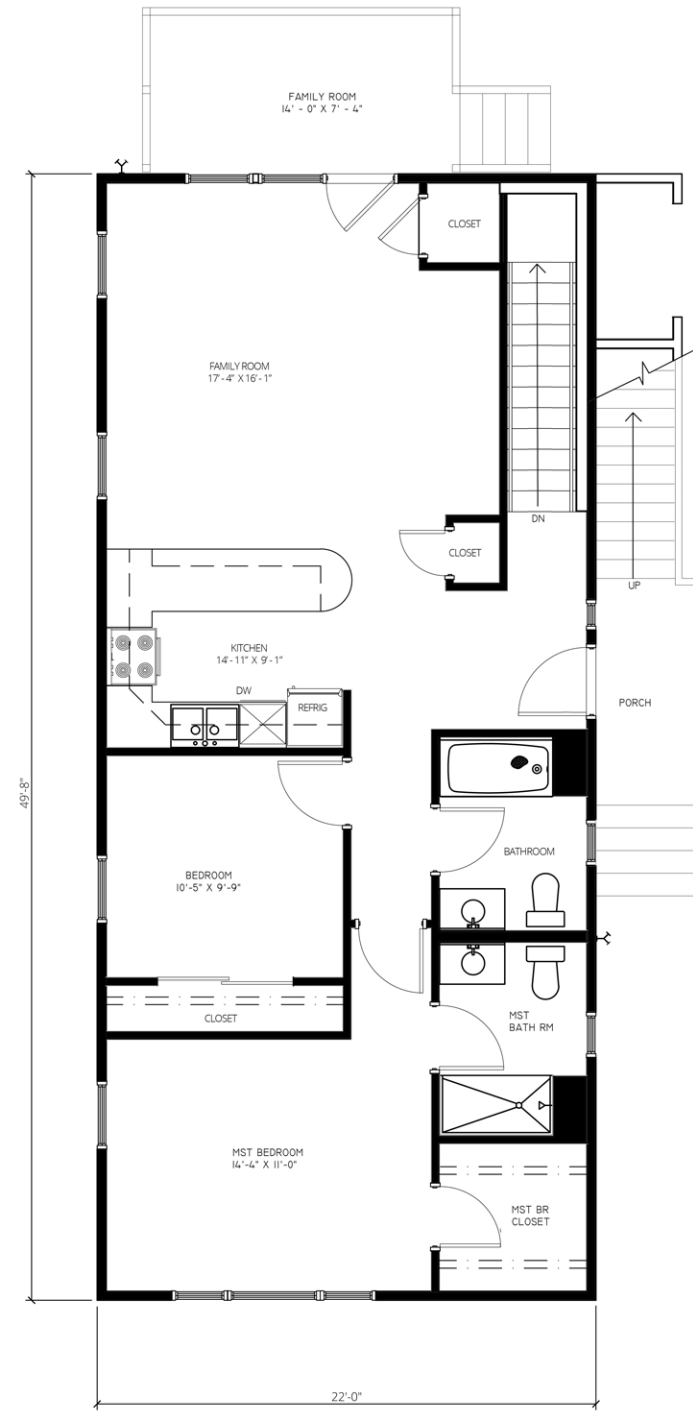 FAMILY ROOM
14' - 0" X 7' - 4"
CLOSET
FAMILY ROOM
17'-4" X 16'-1"
DN
CLOSET
UP
KITCHEN
14'-11" X 9'-1"
DW
REFRIG
PORCH
49'-8"
BATHROOM
BEDROOM
10'-5" X 9'-9"
CLOSET
MST
BATH RM
MST BEDROOM
14'-4" X 11'-0"
MST BR
CLOSET
22'-0"